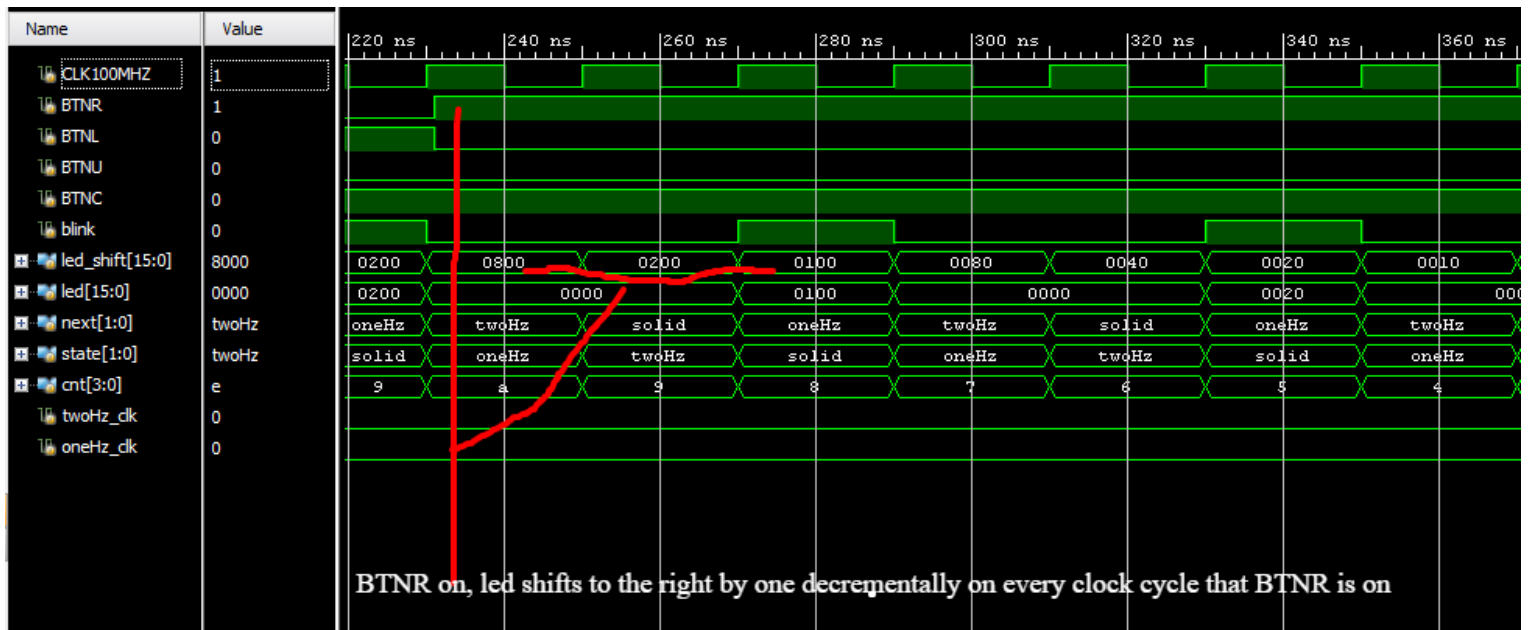 Name Value
220 ns 240 ns 260 ns 280 ns 300 ns 320 ns 340 ns 360 ns
CLK100MHZ 1
BTNR 1
BTNL 0
BTNU 0
BTNC 0
blink 0
led_shift[15:0] 8000 0200 0800 0200 0100 0080 0040 0020 0010
led[15:0] 0000 0200 0000 0100 0000 0020 000
next[1:0] twoHz oneHz twoHz solid oneHz twoHz solid oneHz twoHz
state[1:0] twoHz solid oneHz twoHz solid oneHz twoHz solid oneHz
cnt[3:0] e 9 a 9 8 7 6 5 4
twoHz_clk 0
oneHz_clk 0
BTNR on, led shifts to the right by one decrementally on every clock cycle that BTNR is on